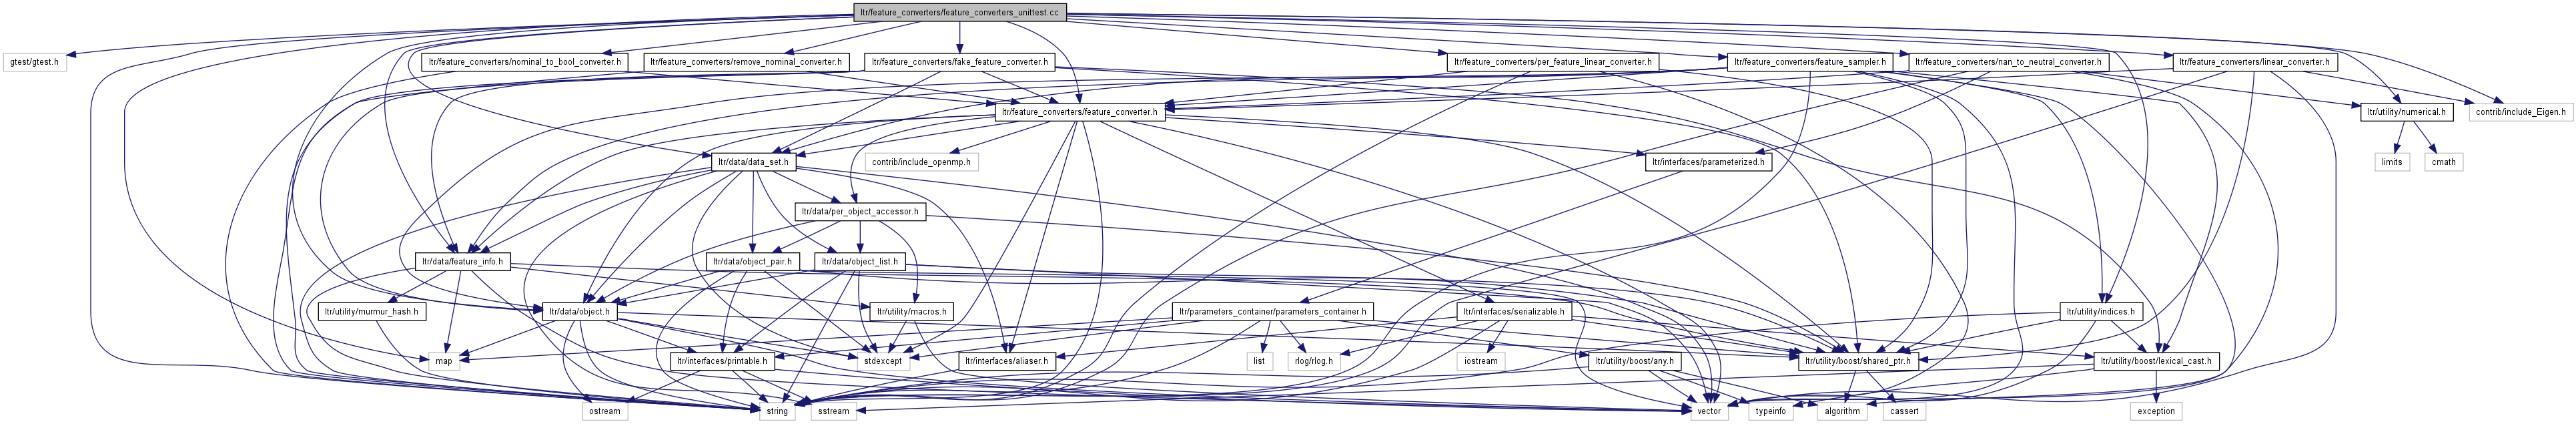 ltr/feature_converters/feature_converters_unittest.cc
gtest/gtest.h
ltr/feature_converters/nominal_to_bool_converter.h
ltr/feature_converters/remove_nominal_converter.h
ltr/feature_converters/fake_feature_converter.h
ltr/feature_converters/per_feature_linear_converter.h
ltr/feature_converters/feature_sampler.h
ltr/feature_converters/nan_to_neutral_converter.h
ltr/feature_converters/linear_converter.h
ltr/feature_converters/feature_converter.h
ltr/utility/numerical.h
contrib/include_Eigen.h
ltr/data/data_set.h
contrib/include_openmp.h
ltr/interfaces/parameterized.h
limits
cmath
ltr/data/per_object_accessor.h
ltr/data/feature_info.h
ltr/data/object_pair.h
ltr/data/object_list.h
ltr/utility/murmur_hash.h
ltr/data/object.h
ltr/utility/macros.h
ltr/parameters_container/parameters_container.h
ltr/interfaces/serializable.h
ltr/utility/indices.h
map
ltr/interfaces/printable.h
stdexcept
ltr/interfaces/aliaser.h
list
rlog/rlog.h
iostream
ltr/utility/boost/any.h
ltr/utility/boost/shared_ptr.h
ltr/utility/boost/lexical_cast.h
ostream
string
sstream
vector
typeinfo
algorithm
cassert
exception